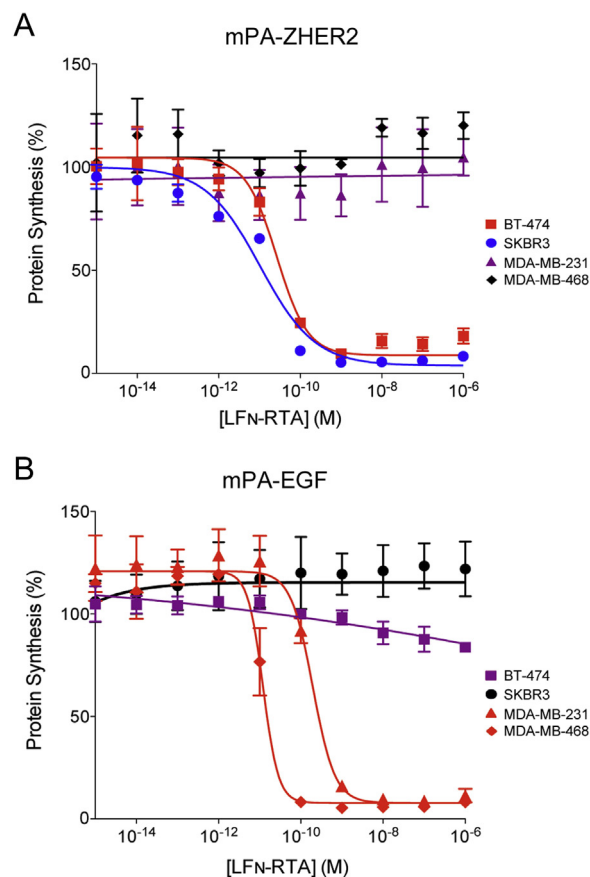 A
mPA-ZHER2
150
100
50
0
Protein Synthesis (%)
10⁻¹⁴ 10⁻¹² 10⁻¹⁰ 10⁻⁸ 10⁻⁶
[LFN-RTA] (M)
BT-474
SKBR3
MDA-MB-231
MDA-MB-468
B
mPA-EGF
150
100
50
0
Protein Synthesis (%)
10⁻¹⁴ 10⁻¹² 10⁻¹⁰ 10⁻⁸ 10⁻⁶
[LFN-RTA] (M)
BT-474
SKBR3
MDA-MB-231
MDA-MB-468